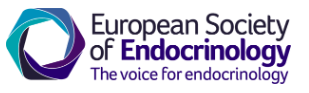 European Society
of Endocrinology
The voice for endocrinology